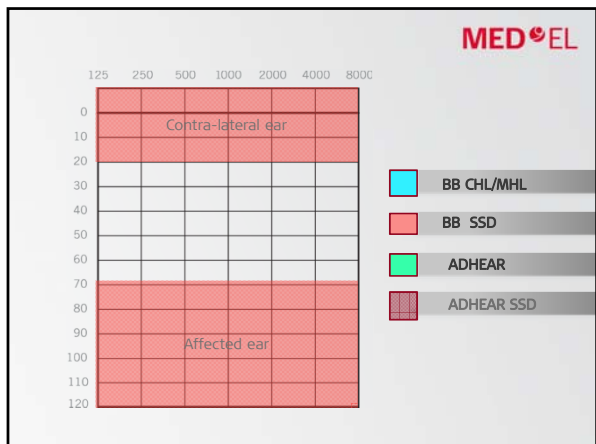 MED EL
125 250 500 1000 2000 4000 8000
0
Contra-lateral ear
10
20
30
BB CHL/MHL
40
BB SSD
50
60
ADHEAR
70
80
ADHEAR SSD
90
Affected ear
100
110
120